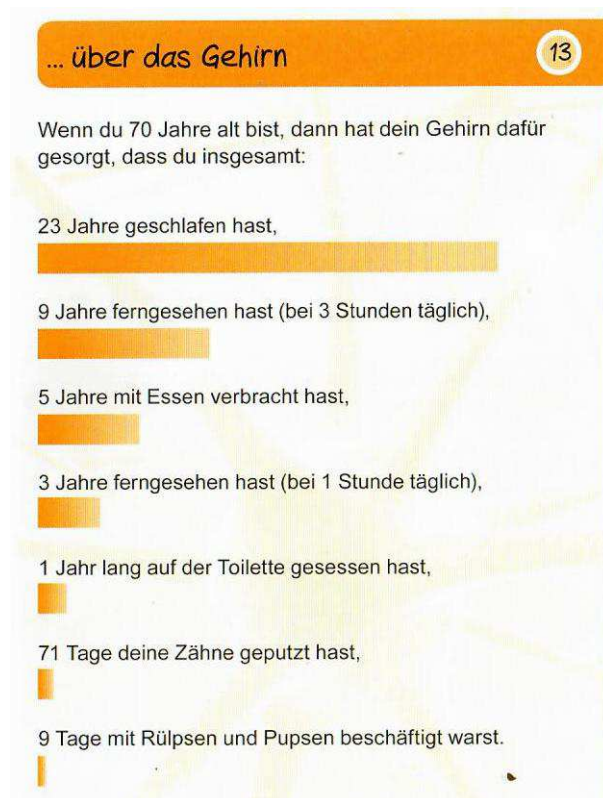 ... über das Gehirn
13
Wenn du 70 Jahre alt bist, dann hat dein Gehirn dafür
gesorgt, dass du insgesamt:
23 Jahre geschlafen hast,
9 Jahre ferngesehen hast (bei 3 Stunden täglich),
5 Jahre mit Essen verbracht hast,
3 Jahre ferngesehen hast (bei 1 Stunde täglich),
1 Jahr lang auf der Toilette gesessen hast,
71 Tage deine Zähne geputzt hast,
9 Tage mit Rülpsen und Pupsen beschäftigt warst.